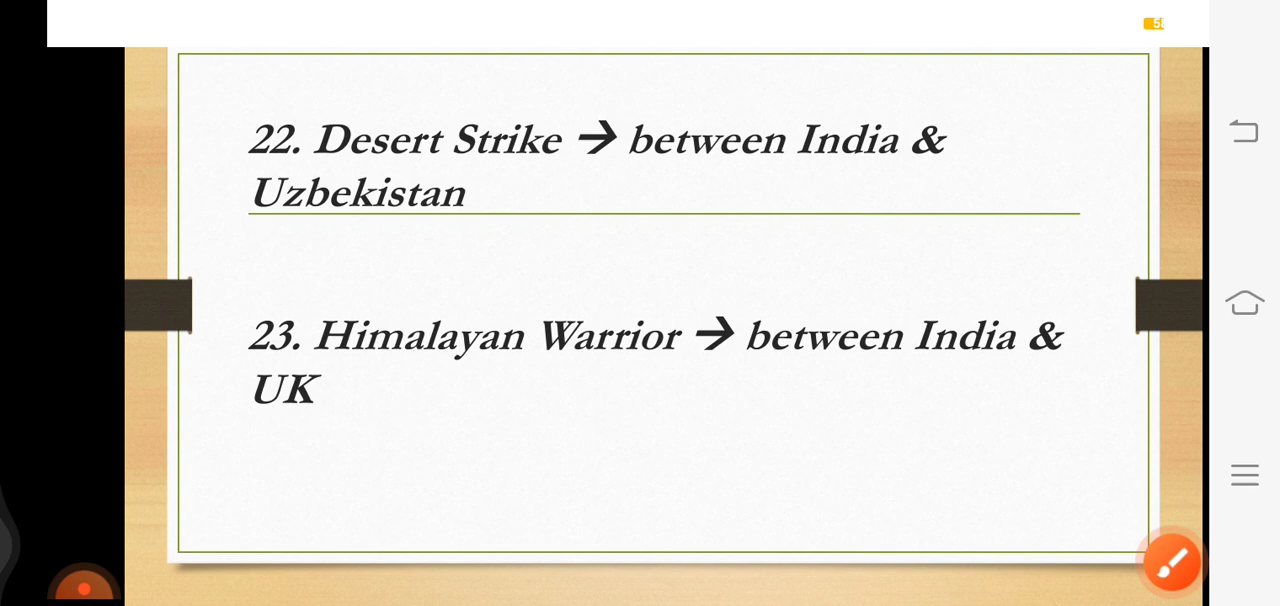 22. Desert Strike → between India &
Uzbekistan
23. Himalayan Warrior → between India &
UK